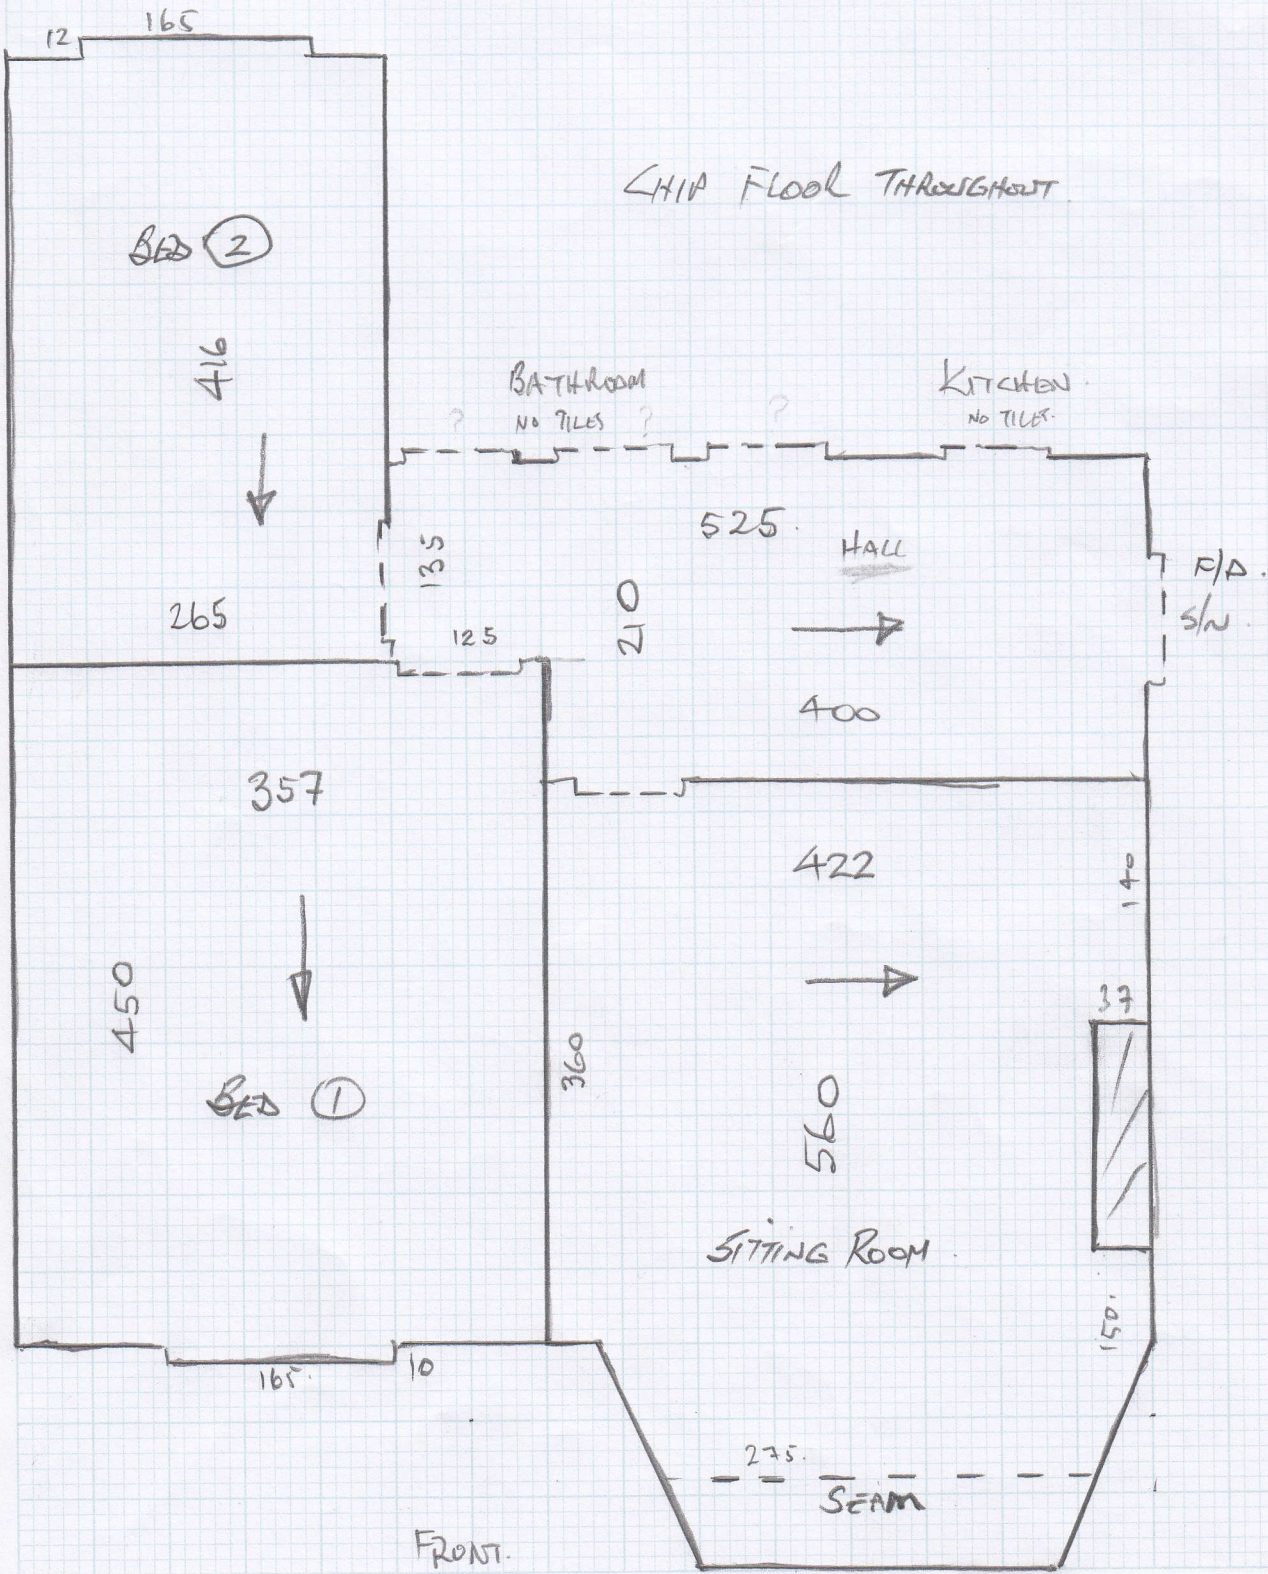 12
165
CHIP FLOOR THROUGHOUT.
BED 2
416
BATHROOM
NO TILES
KITCHEN.
NO TILES.
? ? ?
525.
HALL
135
F/D.
S/N.
210
265
125
400
357
422
140
450
37
360
560
BED 1
SITTING ROOM.
150.
165.
10
275.
SEAM
FRONT.